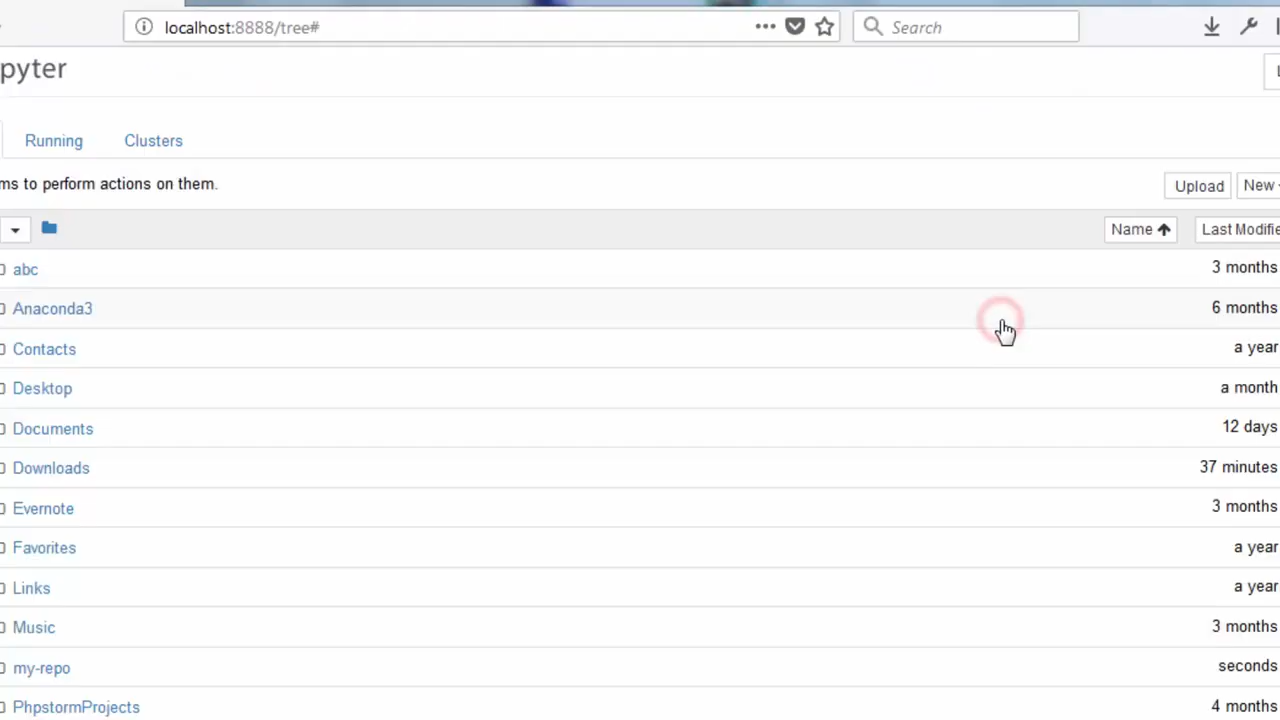 localhost:8888/tree#
Search
pyter
Running Clusters
ms to perform actions on them.
Upload New
Name Last Modifie
abc 3 months
Anaconda3 6 months
Contacts a year
Desktop a month
Documents 12 days
Downloads 37 minutes
Evernote 3 months
Favorites a year
Links a year
Music 3 months
my-repo seconds
PhpstormProjects 4 months